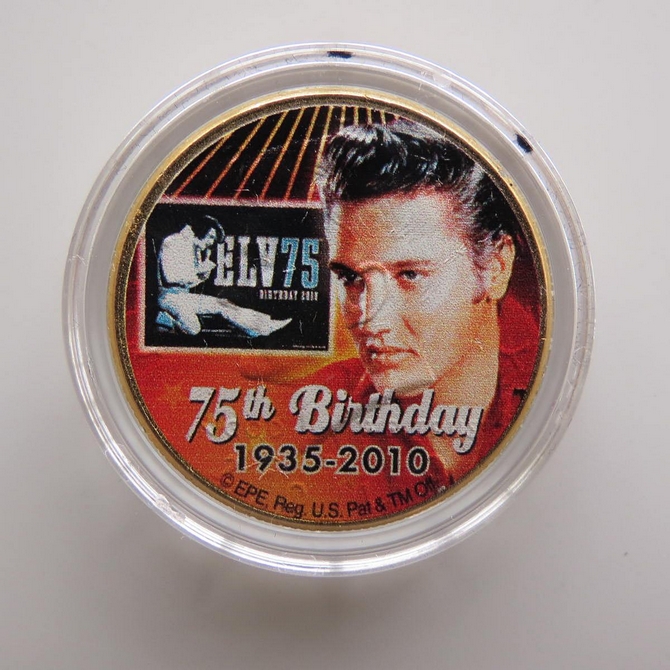 ELV75
BIRTHDAY 2010
75th Birthday
1935-2010
© EPE, Reg. U.S. Pat & TM Off.